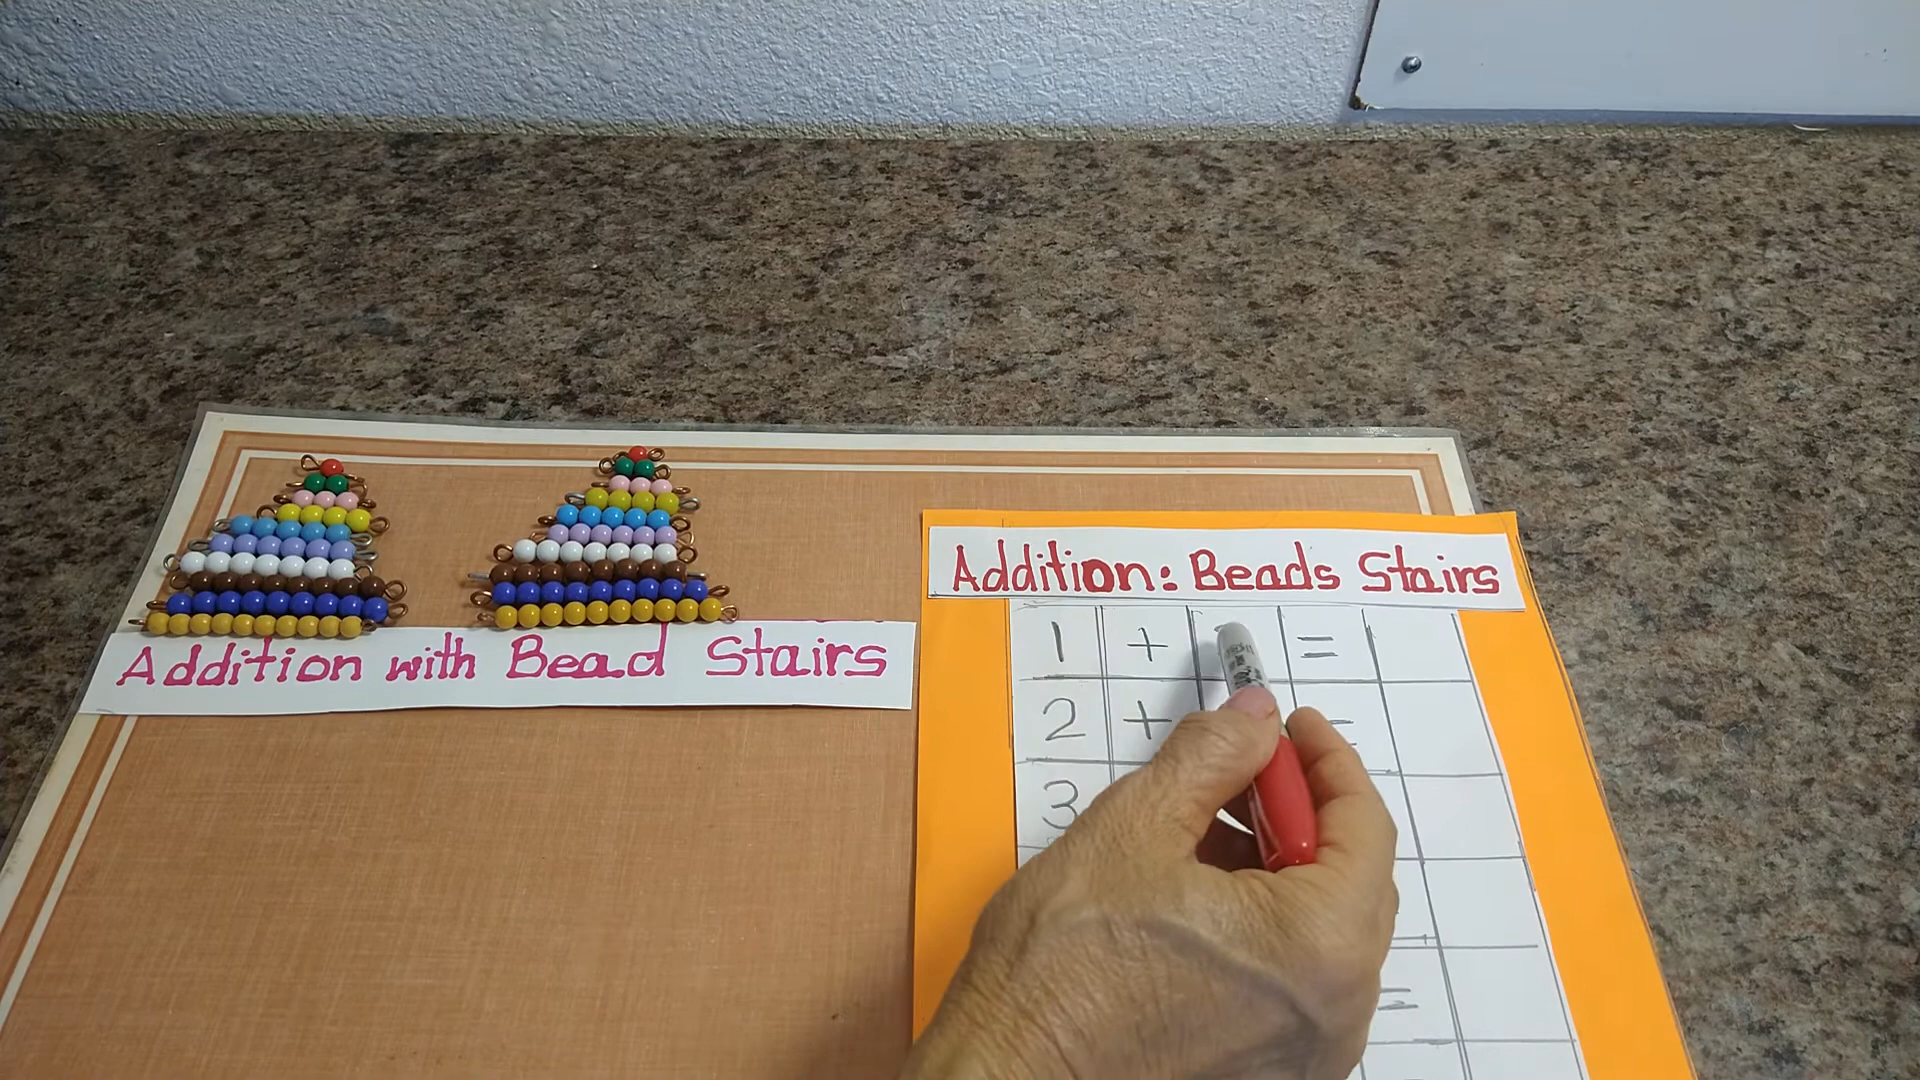 Addition with Bead Stairs
Addition: Beads Stairs
1 + =
2 + =
3
=